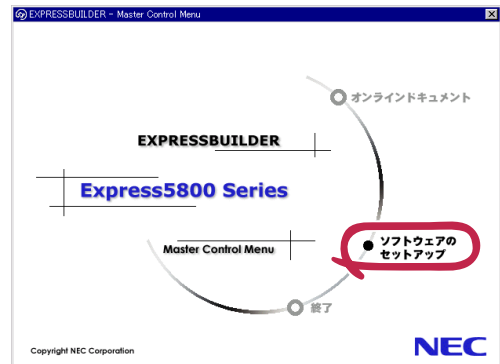 EXPRESSBUILDER - Master Control Menu
オンラインドキュメント
EXPRESSBUILDER
Express5800 Series
Master Control Menu
ソフトウェアの
セットアップ
終了
Copyright NEC Corporation
NEC